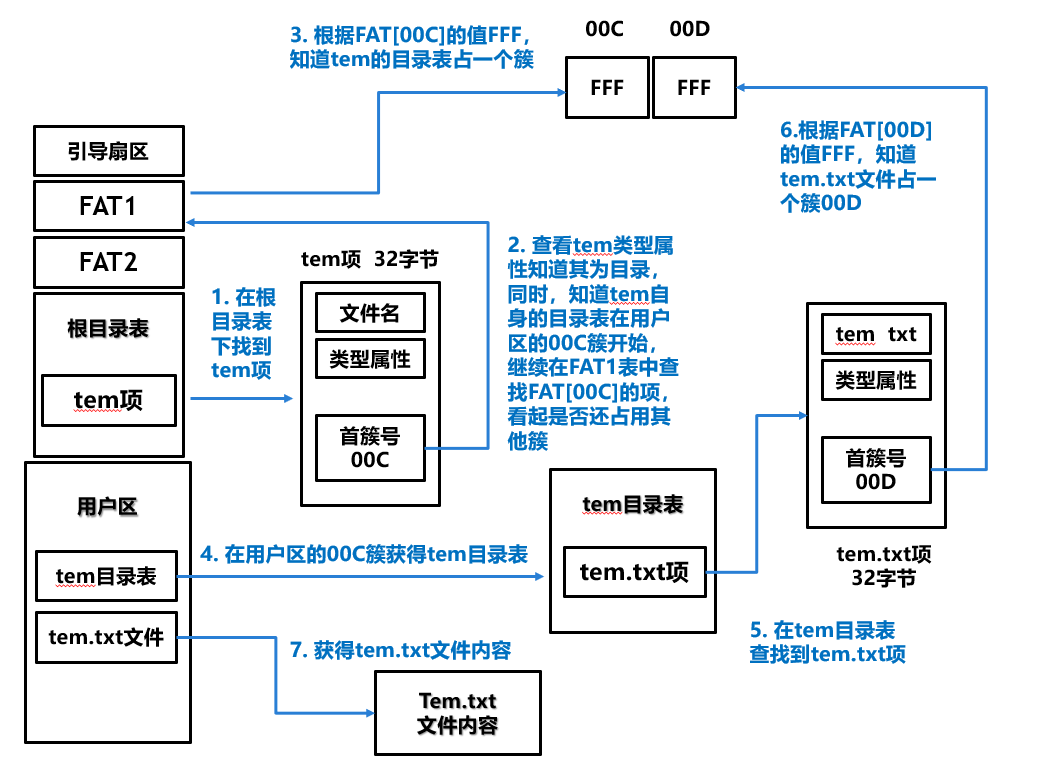 3. 根据FAT[00C]的值FFF，
知道tem的目录表占一个簇
00C
00D
FFF
FFF
引导扇区
FAT1
FAT2
根目录表
tem项
1. 在根
目录表
下找到
tem项
tem项 32字节
文件名
类型属性
首簇号
00C
2. 查看tem类型属
性知道其为目录，
同时，知道tem自
身的目录表在用户
区的00C簇开始，
继续在FAT1表中查
找FAT[00C]的项，
看起是否还占用其
他簇
6.根据FAT[00D]
的值FFF，知道
tem.txt文件占一
个簇00D
tem txt
类型属性
首簇号
00D
tem.txt项
32字节
用户区
tem目录表
tem.txt文件
4. 在用户区的00C簇获得tem目录表
tem目录表
tem.txt项
5. 在tem目录表
查找到tem.txt项
7. 获得tem.txt文件内容
Tem.txt
文件内容